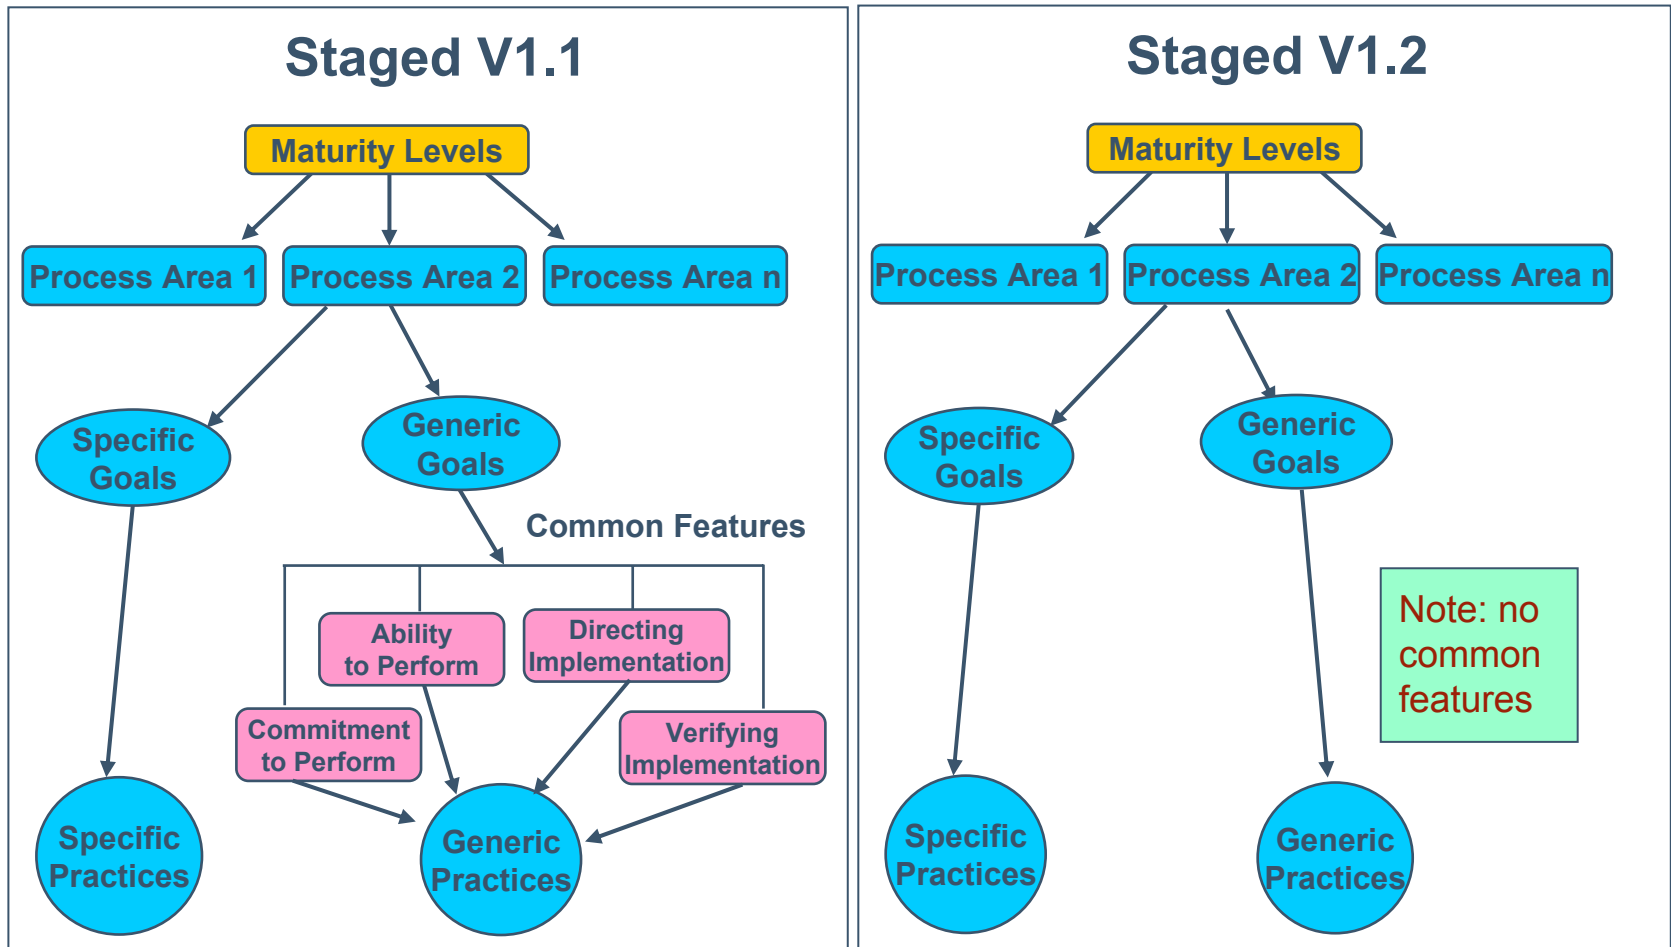 Staged V1.1
Maturity Levels
Process Area 1
Process Area 2
Process Area n
Specific
Goals
Generic
Goals
Common Features
Ability
to Perform
Directing
Implementation
Commitment
to Perform
Verifying
Implementation
Specific
Practices
Generic
Practices
Staged V1.2
Maturity Levels
Process Area 1
Process Area 2
Process Area n
Specific
Goals
Generic
Goals
Note: no
common
features
Specific
Practices
Generic
Practices